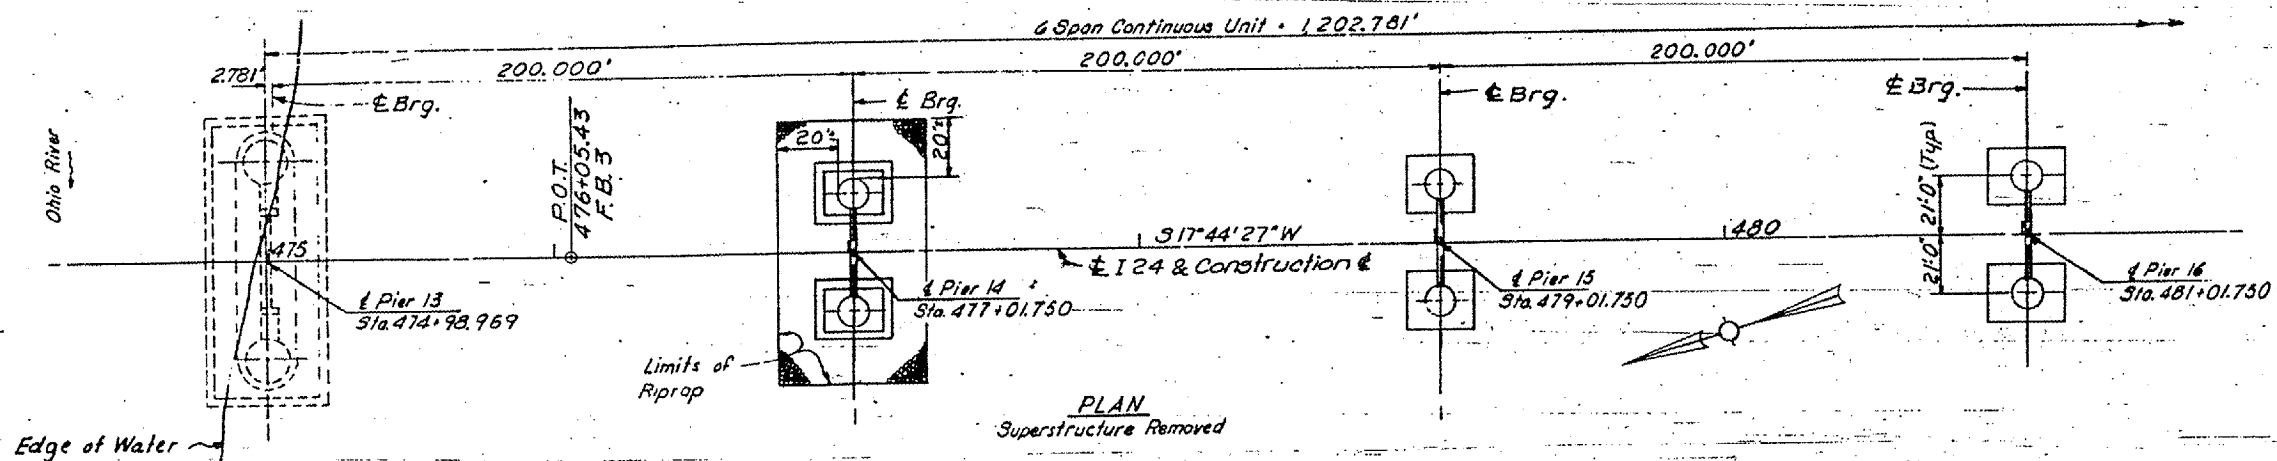 6 Span Continuous Unit = 1,202.781'
2.781'
200.000'
200.000'
200.000'
℄ Brg.
℄ Brg.
℄ Brg.
℄ Brg.
Ohio River
P.O.T.
476+05.43
F.B.3
20'±
20'±
21'-0" 21'-0" (Typ)
475
S17°44'27"W
480
℄ I 24 & Construction ℄
℄ Pier 13
Sta. 474+98.969
℄ Pier 14
Sta. 477+01.750
℄ Pier 15
Sta. 479+01.750
℄ Pier 16
Sta. 481+01.750
Limits of
Riprap
PLAN
Superstructure Removed
Edge of Water